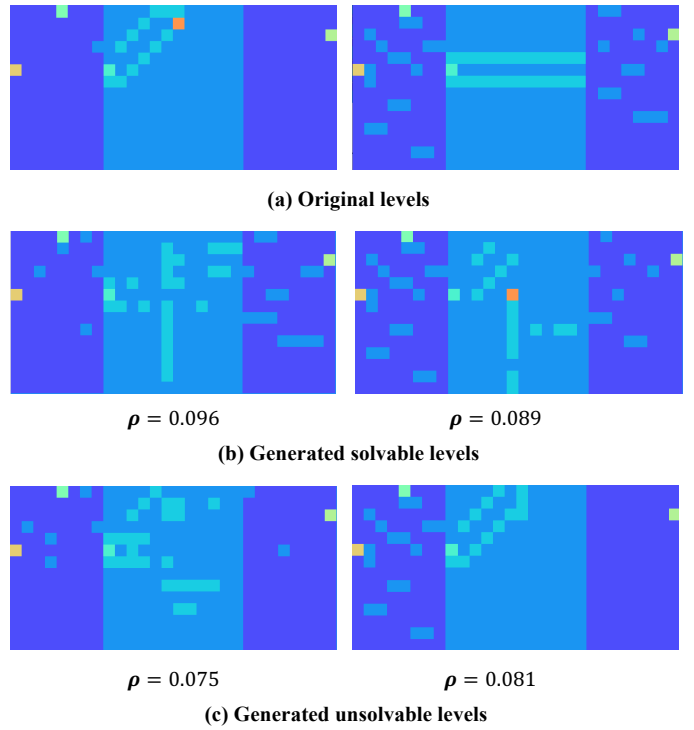 (a) Original levels
𝝆 = 0.096
𝝆 = 0.089
(b) Generated solvable levels
𝝆 = 0.075
𝝆 = 0.081
(c) Generated unsolvable levels